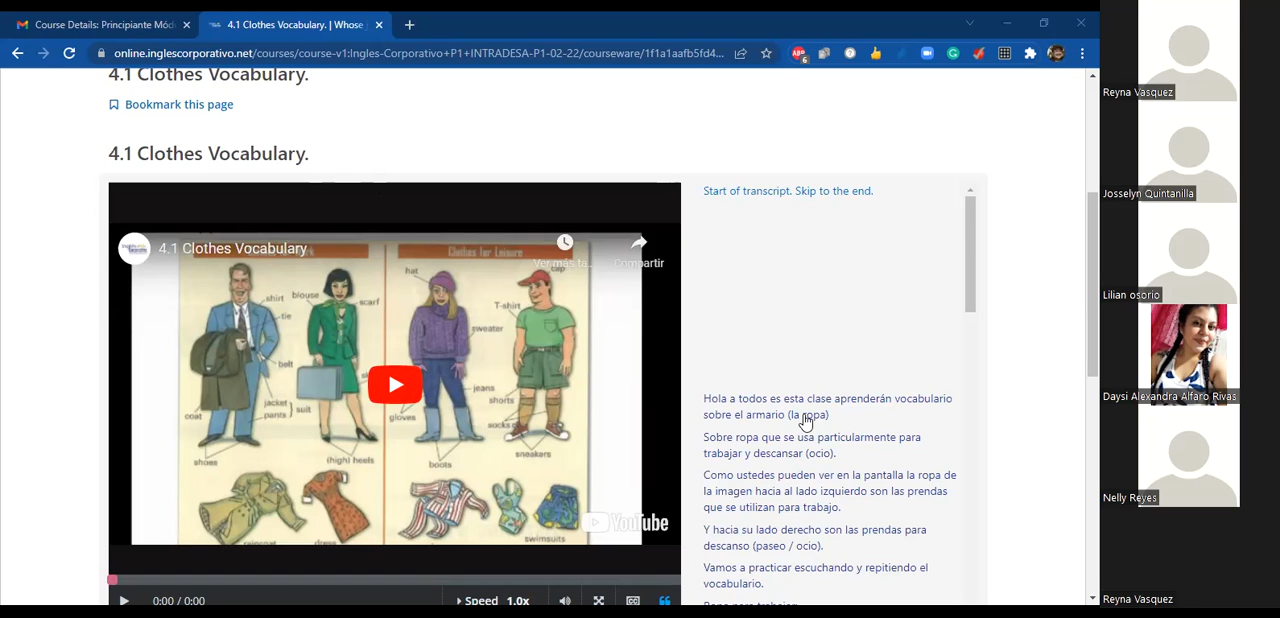 Course Details: Principiante Mód
4.1 Clothes Vocabulary. | Whose
online.inglescorporativo.net/courses/course-v1:Ingles-Corporativo+P1+INTRADESA-P1-02-22/courseware/1f1a1aafb5fd4...
ABP
6
4.1 Clothes Vocabulary.
Bookmark this page
4.1 Clothes Vocabulary.
4.1 Clothes Vocabulary
Clothes for Leisure
Ver más ta...
Compartir
hat
cap
shirt
blouse
scarf
tie
T-shirt
sweater
belt
jeans
shorts
jacket
pants
suit
coat
gloves
socks
shoes
(high) heels
boots
sneakers
raincoat
dress
swimsuits
YouTube
0:00 / 0:00
Speed 1.0x
Start of transcript. Skip to the end.
Hola a todos es esta clase aprenderán vocabulario
sobre el armario (la ropa)
Sobre ropa que se usa particularmente para
trabajar y descansar (ocio).
Como ustedes pueden ver en la pantalla la ropa de
la imagen hacia al lado izquierdo son las prendas
que se utilizan para trabajo.
Y hacia su lado derecho son las prendas para
descanso (paseo / ocio).
Vamos a practicar escuchando y repitiendo el
vocabulario.
Reyna Vasquez
Josselyn Quintanilla
Lilian osorio
Daysi Alexandra Alfaro Rivas
Nelly Reyes
Reyna Vasquez